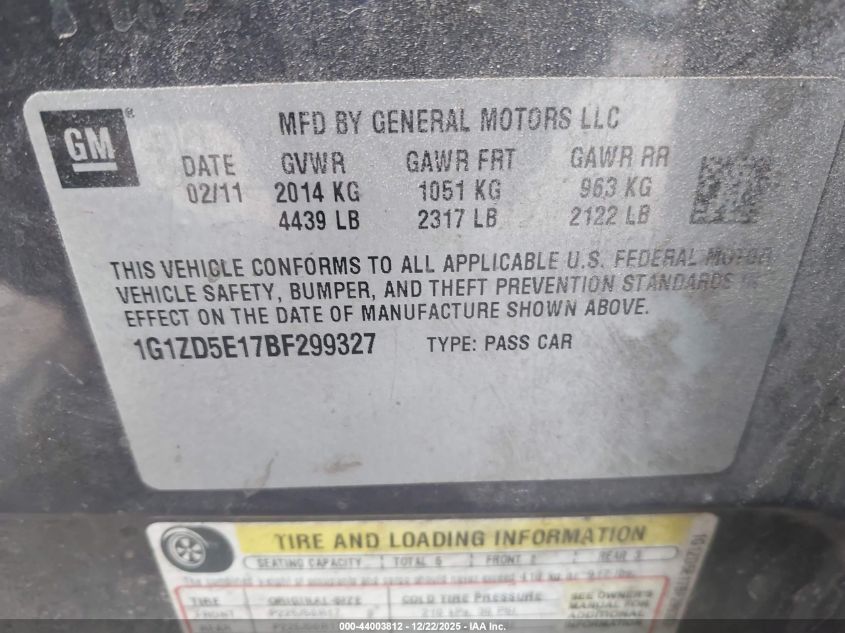 GM®
MFD BY GENERAL MOTORS LLC
DATE GVWR GAWR FRT GAWR RR
02/11 2014 KG 1051 KG 963 KG
4439 LB 2317 LB 2122 LB
THIS VEHICLE CONFORMS TO ALL APPLICABLE U.S. FEDERAL MOTOR
VEHICLE SAFETY, BUMPER, AND THEFT PREVENTION STANDARDS IN
EFFECT ON THE DATE OF MANUFACTURE SHOWN ABOVE.
1G1ZD5E17BF299327 TYPE: PASS CAR
TIRE AND LOADING INFORMATION
SEATING CAPACITY TOTAL 5 FRONT 2 REAR 3
TIRE ORIGINAL SIZE COLD TIRE PRESSURE SEE OWNER'S
MANUAL FOR
FRONT ADDITIONAL
REAR INFORMATION
000-44003812 - 12/22/2025 - IAA Inc.